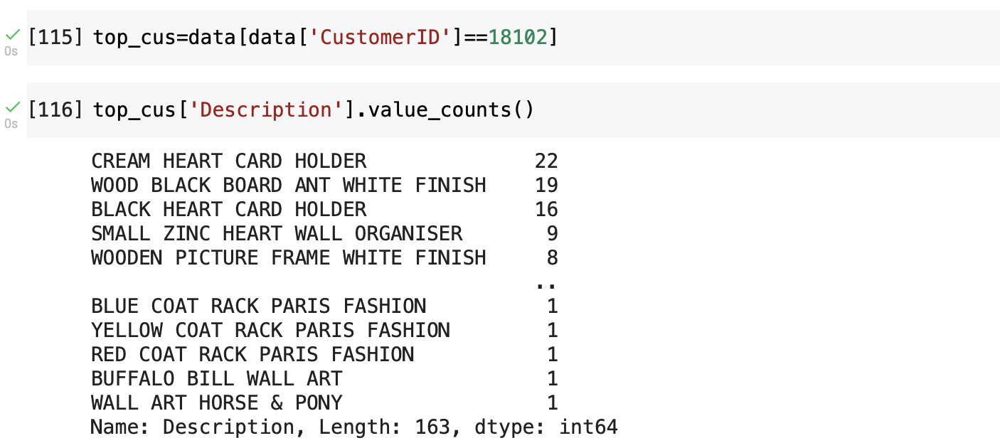 [115] top_cus=data[data['CustomerID']==18102]
0s
[116] top_cus['Description'].value_counts()
0s
CREAM HEART CARD HOLDER 22
WOOD BLACK BOARD ANT WHITE FINISH 19
BLACK HEART CARD HOLDER 16
SMALL ZINC HEART WALL ORGANISER 9
WOODEN PICTURE FRAME WHITE FINISH 8
..
BLUE COAT RACK PARIS FASHION 1
YELLOW COAT RACK PARIS FASHION 1
RED COAT RACK PARIS FASHION 1
BUFFALO BILL WALL ART 1
WALL ART HORSE & PONY 1
Name: Description, Length: 163, dtype: int64